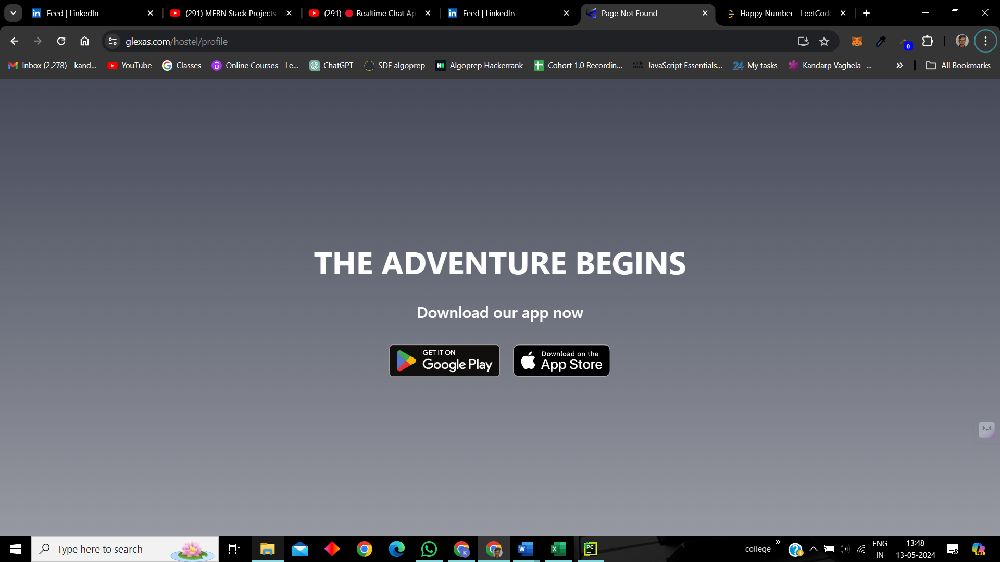 Feed | LinkedIn
(291) MERN Stack Projects
(291) 🔴 Realtime Chat Ap
Feed | LinkedIn
Page Not Found
Happy Number - LeetCode
glexas.com/hostel/profile
0
Inbox (2,278) - kand...
YouTube
Classes
Online Courses - Le...
ChatGPT
SDE algoprep
Algoprep Hackerrank
Cohort 1.0 Recordin...
JavaScript Essentials...
My tasks
Kandarp Vaghela -...
All Bookmarks
THE ADVENTURE BEGINS
Download our app now
GET IT ON
Google Play
Download on the
App Store
Type here to search
college
ENG
IN
13:48
13-05-2024